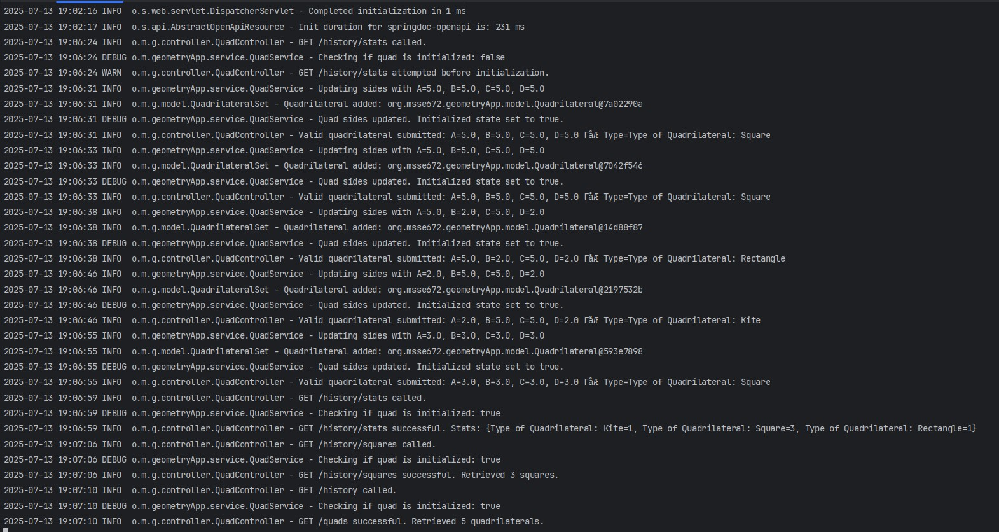 2025-07-13 19:02:16 INFO  o.s.web.servlet.DispatcherServlet - Completed initialization in 1 ms
2025-07-13 19:02:17 INFO  o.s.api.AbstractOpenApiResource - Init duration for springdoc-openapi is: 231 ms
2025-07-13 19:06:24 INFO  o.m.g.controller.QuadController - GET /history/stats called.
2025-07-13 19:06:24 DEBUG o.m.geometryApp.service.QuadService - Checking if quad is initialized: false
2025-07-13 19:06:24 WARN  o.m.g.controller.QuadController - GET /history/stats attempted before initialization.
2025-07-13 19:06:31 INFO  o.m.geometryApp.service.QuadService - Updating sides with A=5.0, B=5.0, C=5.0, D=5.0
2025-07-13 19:06:31 INFO  o.m.g.model.QuadrilateralSet - Quadrilateral added: org.msse672.geometryApp.model.Quadrilateral@7a02290a
2025-07-13 19:06:31 DEBUG o.m.geometryApp.service.QuadService - Quad sides updated. Initialized state set to true.
2025-07-13 19:06:31 INFO  o.m.g.controller.QuadController - Valid quadrilateral submitted: A=5.0, B=5.0, C=5.0, D=5.0 ΓåÆ Type=Type of Quadrilateral: Square
2025-07-13 19:06:33 INFO  o.m.geometryApp.service.QuadService - Updating sides with A=5.0, B=5.0, C=5.0, D=5.0
2025-07-13 19:06:33 INFO  o.m.g.model.QuadrilateralSet - Quadrilateral added: org.msse672.geometryApp.model.Quadrilateral@7042f546
2025-07-13 19:06:33 DEBUG o.m.geometryApp.service.QuadService - Quad sides updated. Initialized state set to true.
2025-07-13 19:06:33 INFO  o.m.g.controller.QuadController - Valid quadrilateral submitted: A=5.0, B=5.0, C=5.0, D=5.0 ΓåÆ Type=Type of Quadrilateral: Square
2025-07-13 19:06:38 INFO  o.m.geometryApp.service.QuadService - Updating sides with A=5.0, B=2.0, C=5.0, D=2.0
2025-07-13 19:06:38 INFO  o.m.g.model.QuadrilateralSet - Quadrilateral added: org.msse672.geometryApp.model.Quadrilateral@14d88f87
2025-07-13 19:06:38 DEBUG o.m.geometryApp.service.QuadService - Quad sides updated. Initialized state set to true.
2025-07-13 19:06:38 INFO  o.m.g.controller.QuadController - Valid quadrilateral submitted: A=5.0, B=2.0, C=5.0, D=2.0 ΓåÆ Type=Type of Quadrilateral: Rectangle
2025-07-13 19:06:46 INFO  o.m.geometryApp.service.QuadService - Updating sides with A=2.0, B=5.0, C=5.0, D=2.0
2025-07-13 19:06:46 INFO  o.m.g.model.QuadrilateralSet - Quadrilateral added: org.msse672.geometryApp.model.Quadrilateral@2197532b
2025-07-13 19:06:46 DEBUG o.m.geometryApp.service.QuadService - Quad sides updated. Initialized state set to true.
2025-07-13 19:06:46 INFO  o.m.g.controller.QuadController - Valid quadrilateral submitted: A=2.0, B=5.0, C=5.0, D=2.0 ΓåÆ Type=Type of Quadrilateral: Kite
2025-07-13 19:06:55 INFO  o.m.geometryApp.service.QuadService - Updating sides with A=3.0, B=3.0, C=3.0, D=3.0
2025-07-13 19:06:55 INFO  o.m.g.model.QuadrilateralSet - Quadrilateral added: org.msse672.geometryApp.model.Quadrilateral@593e7898
2025-07-13 19:06:55 DEBUG o.m.geometryApp.service.QuadService - Quad sides updated. Initialized state set to true.
2025-07-13 19:06:55 INFO  o.m.g.controller.QuadController - Valid quadrilateral submitted: A=3.0, B=3.0, C=3.0, D=3.0 ΓåÆ Type=Type of Quadrilateral: Square
2025-07-13 19:06:59 INFO  o.m.g.controller.QuadController - GET /history/stats called.
2025-07-13 19:06:59 DEBUG o.m.geometryApp.service.QuadService - Checking if quad is initialized: true
2025-07-13 19:06:59 INFO  o.m.g.controller.QuadController - GET /history/stats successful. Stats: {Type of Quadrilateral: Kite=1, Type of Quadrilateral: Square=3, Type of Quadrilateral: Rectangle=1}
2025-07-13 19:07:06 INFO  o.m.g.controller.QuadController - GET /history/squares called.
2025-07-13 19:07:06 DEBUG o.m.geometryApp.service.QuadService - Checking if quad is initialized: true
2025-07-13 19:07:06 INFO  o.m.g.controller.QuadController - GET /history/squares successful. Retrieved 3 squares.
2025-07-13 19:07:10 INFO  o.m.g.controller.QuadController - GET /history called.
2025-07-13 19:07:10 DEBUG o.m.geometryApp.service.QuadService - Checking if quad is initialized: true
2025-07-13 19:07:10 INFO  o.m.g.controller.QuadController - GET /quads successful. Retrieved 5 quadrilaterals.